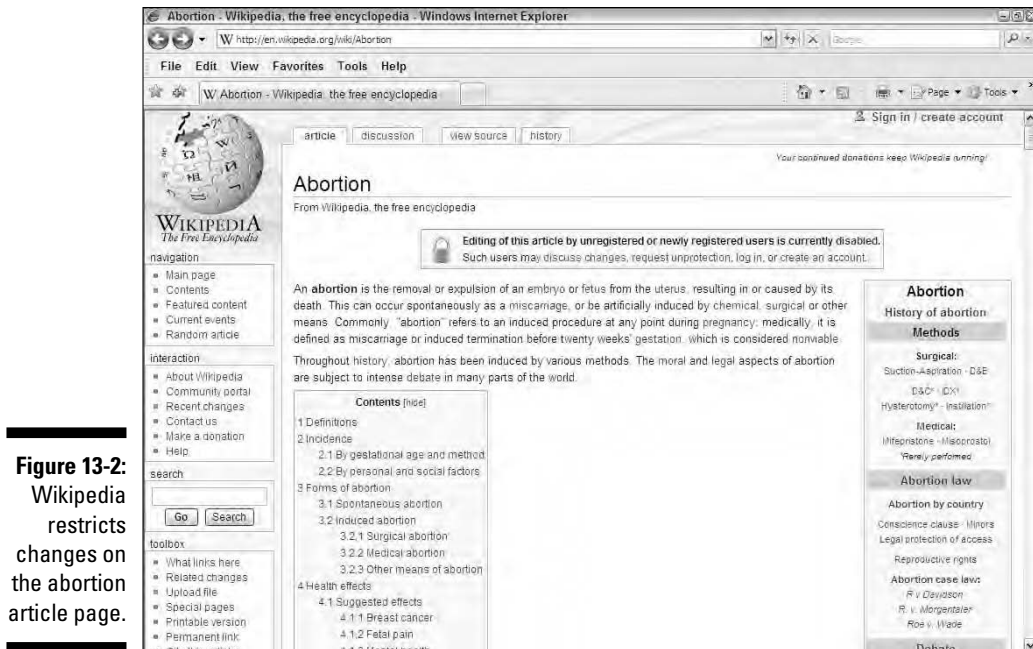 Abortion - Wikipedia, the free encyclopedia - Windows Internet Explorer
W http://en.wikipedia.org/wiki/Abortion
Google
File Edit View Favorites Tools Help
W Abortion - Wikipedia, the free encyclopedia
Page Tools
Sign in / create account
article discussion view source history
Your continued donations keep Wikipedia running!
Abortion
From Wikipedia, the free encyclopedia
Editing of this article by unregistered or newly registered users is currently disabled.
Such users may discuss changes, request unprotection, log in, or create an account.
WIKIPEDIA
The Free Encyclopedia
navigation
Main page
Contents
Featured content
Current events
Random article
interaction
About Wikipedia
Community portal
Recent changes
Contact us
Make a donation
Help
search
Go Search
toolbox
What links here
Related changes
Upload file
Special pages
Printable version
Permanent link
An abortion is the removal or expulsion of an embryo or fetus from the uterus, resulting in or caused by its
death. This can occur spontaneously as a miscarriage, or be artificially induced by chemical, surgical or other
means. Commonly, "abortion" refers to an induced procedure at any point during pregnancy; medically, it is
defined as miscarriage or induced termination before twenty weeks' gestation, which is considered nonviable.
Throughout history, abortion has been induced by various methods. The moral and legal aspects of abortion
are subject to intense debate in many parts of the world.
Contents [hide]
1 Definitions
2 Incidence
2.1 By gestational age and method
2.2 By personal and social factors
3 Forms of abortion
3.1 Spontaneous abortion
3.2 Induced abortion
3.2.1 Surgical abortion
3.2.2 Medical abortion
3.2.3 Other means of abortion
4 Health effects
4.1 Suggested effects
4.1.1 Breast cancer
4.1.2 Fetal pain
4.1.3 Mental health
Abortion
History of abortion
Methods
Surgical:
Suction-Aspiration · D&E
D&C* · IDX*
Hysterotomy* · Instillation*
Medical:
Mifepristone · Misoprostol
*Rarely performed
Abortion law
Abortion by country
Conscience clause · Minors
Legal protection of access
Reproductive rights
Abortion case law:
R v Davidson
R. v. Morgentaler
Roe v. Wade
Debate
Figure 13-2:
Wikipedia
restricts
changes on
the abortion
article page.